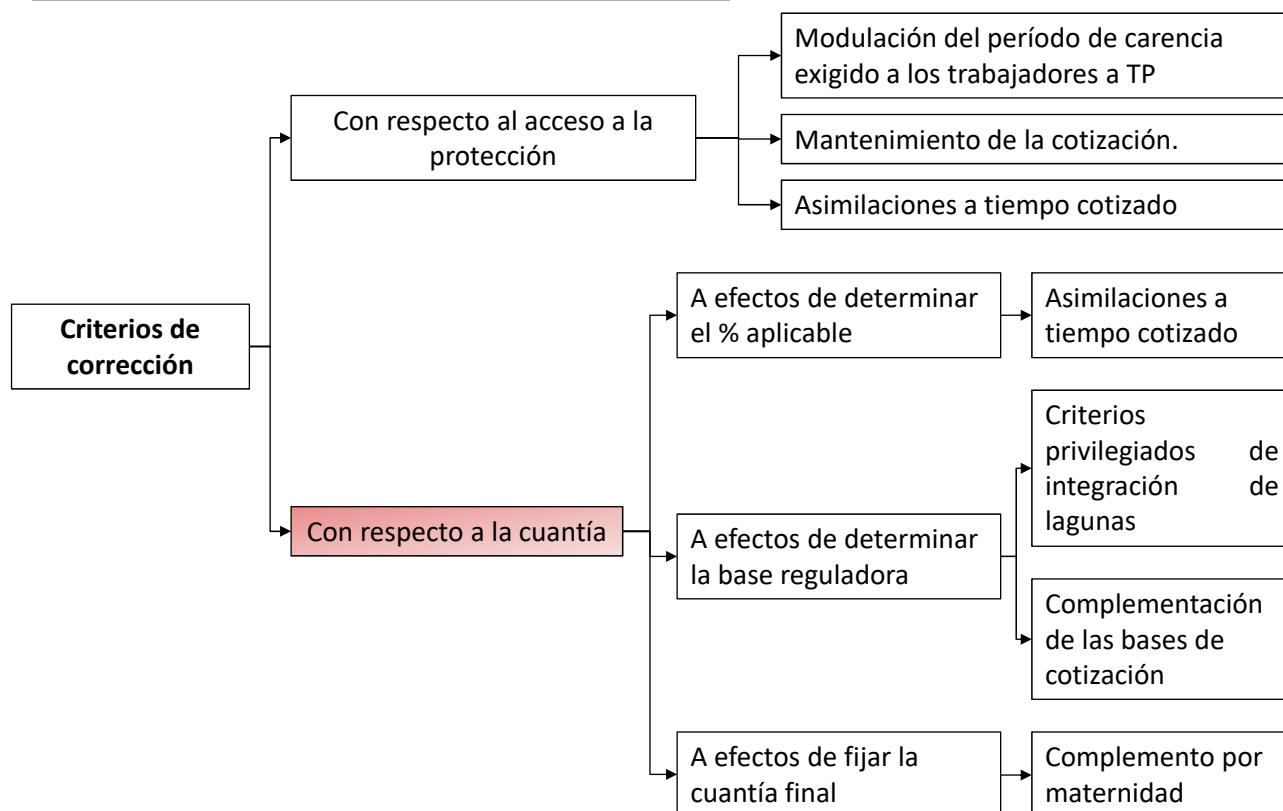 Modulación del período de carencia
exigido a los trabajadores a TP
Con respecto al acceso a la
protección
Mantenimiento de la cotización.
Asimilaciones a tiempo cotizado
Criterios de
corrección
A efectos de determinar
el % aplicable
Asimilaciones a
tiempo cotizado
Con respecto a la cuantía
A efectos de determinar
la base reguladora
Criterios
privilegiados de
integración de
lagunas
Complementación
de las bases de
cotización
A efectos de fijar la
cuantía final
Complemento por
maternidad